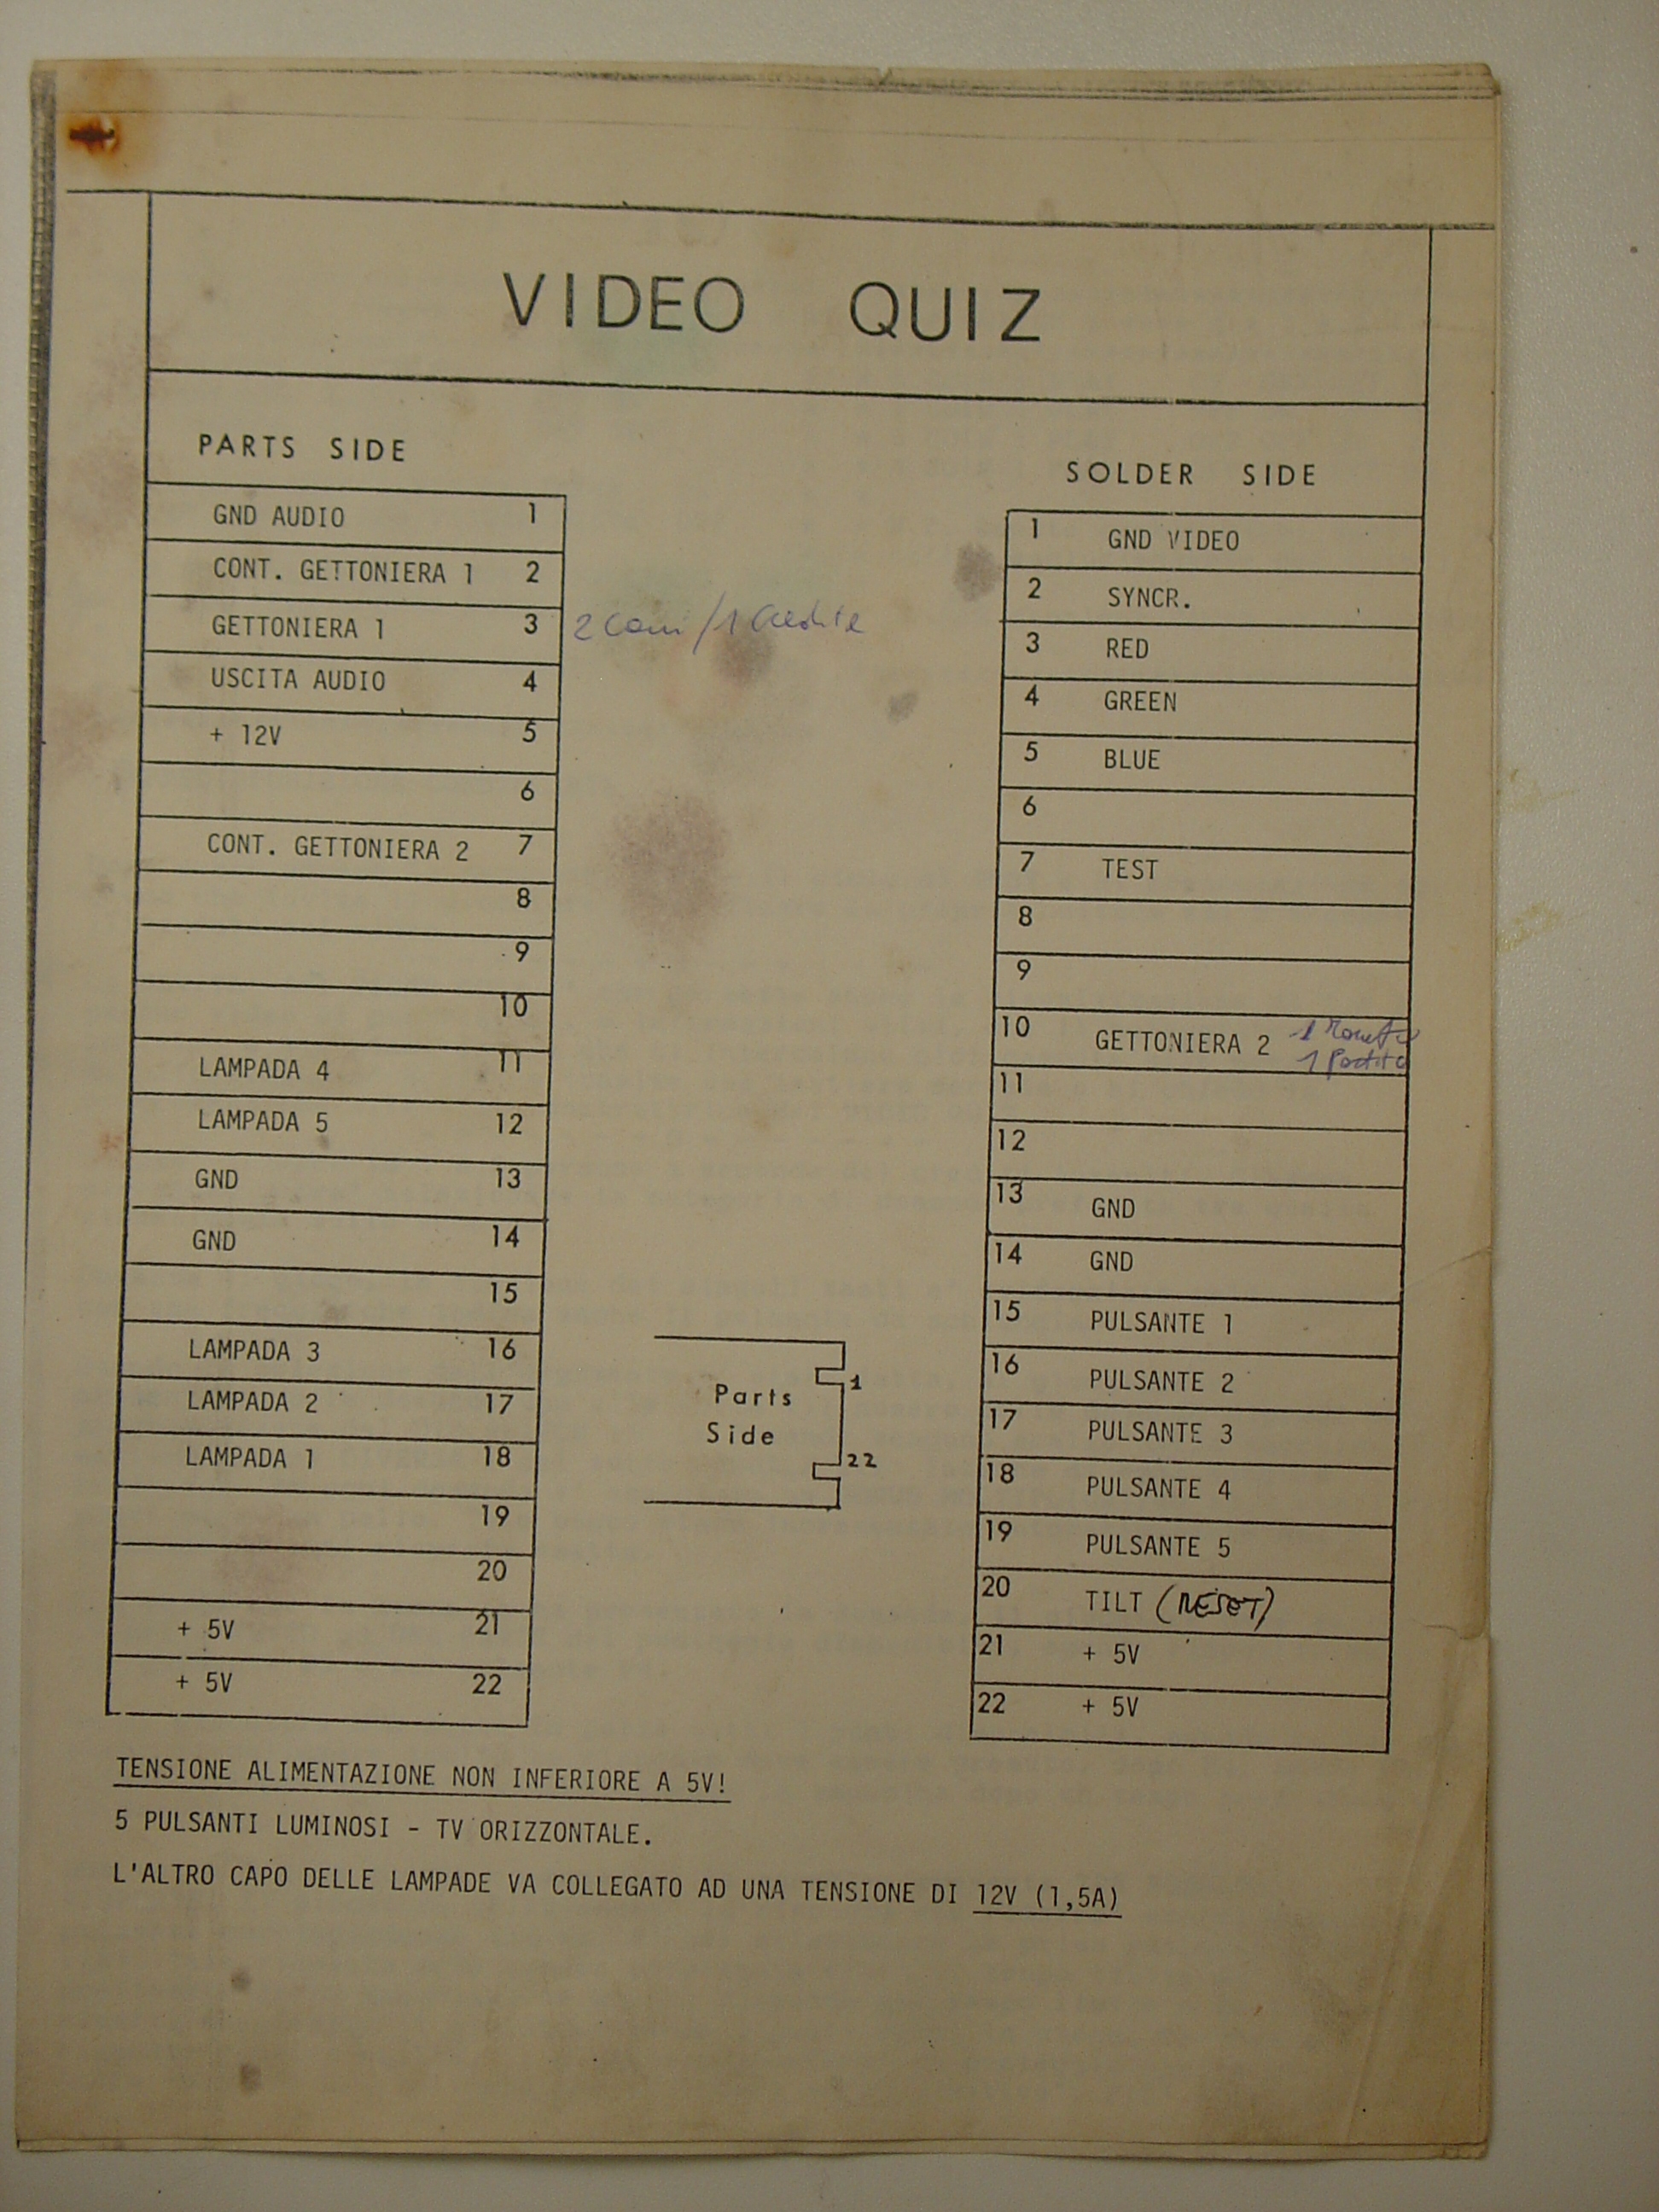 VIDEO QUIZ
PARTS SIDE
GND AUDIO 1
CONT. GETTONIERA 1 2
GETTONIERA 1 3 2 /1
USCITA AUDIO 4
+ 12V 5
6
CONT. GETTONIERA 2 7
8
9
10
LAMPADA 4 11
LAMPADA 5 12
GND 13
GND 14
15
LAMPADA 3 16
LAMPADA 2 17
LAMPADA 1 18
19
20
+ 5V 21
+ 5V 22
Parts
Side
1
22
SOLDER SIDE
1 GND VIDEO
2 SYNCR.
3 RED
4 GREEN
5 BLUE
6
7 TEST
8
9
10 GETTONIERA 2 1 Moneta
1 Partita
11
12
13 GND
14 GND
15 PULSANTE 1
16 PULSANTE 2
17 PULSANTE 3
18 PULSANTE 4
19 PULSANTE 5
20 TILT (RESET)
21 + 5V
22 + 5V
TENSIONE ALIMENTAZIONE NON INFERIORE A 5V!
5 PULSANTI LUMINOSI - TV ORIZZONTALE.
L'ALTRO CAPO DELLE LAMPADE VA COLLEGATO AD UNA TENSIONE DI 12V (1,5A)